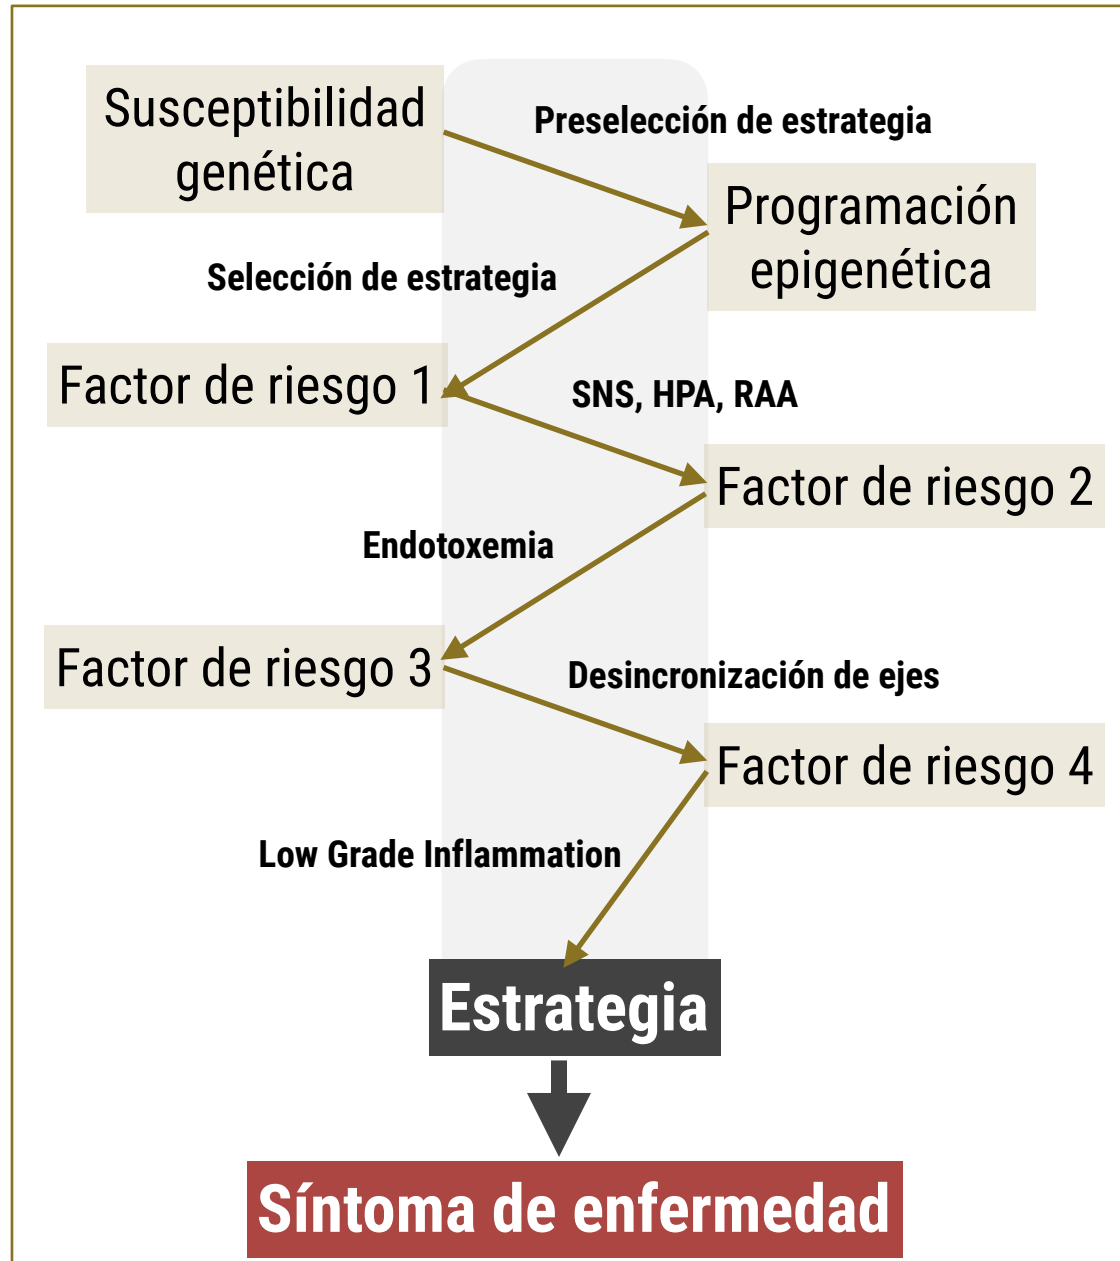 Susceptibilidad
genética
Preselección de estrategia
Programación
epigenética
Selección de estrategia
Factor de riesgo 1
SNS, HPA, RAA
Factor de riesgo 2
Endotoxemia
Factor de riesgo 3
Desincronización de ejes
Factor de riesgo 4
Low Grade Inflammation
Estrategia
Síntoma de enfermedad